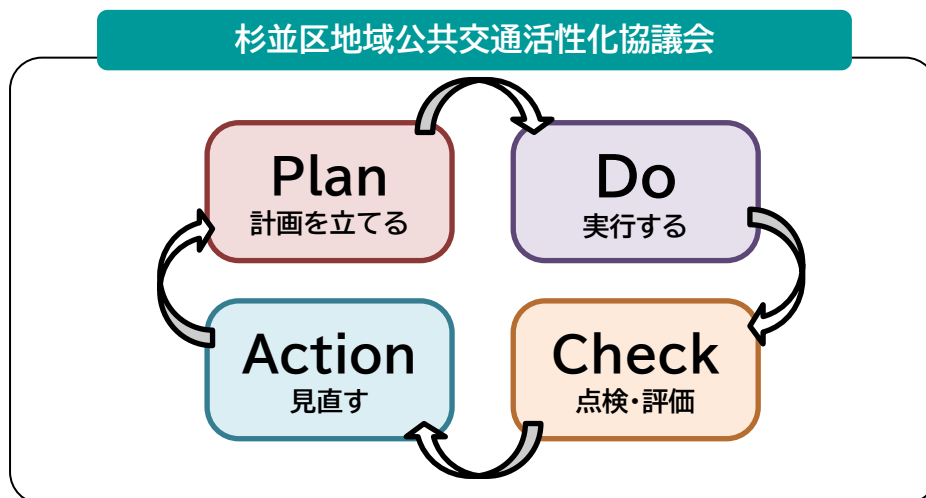 杉並区地域公共交通活性化協議会
Plan
計画を立てる
Do
実行する
Action
見直す
Check
点検・評価